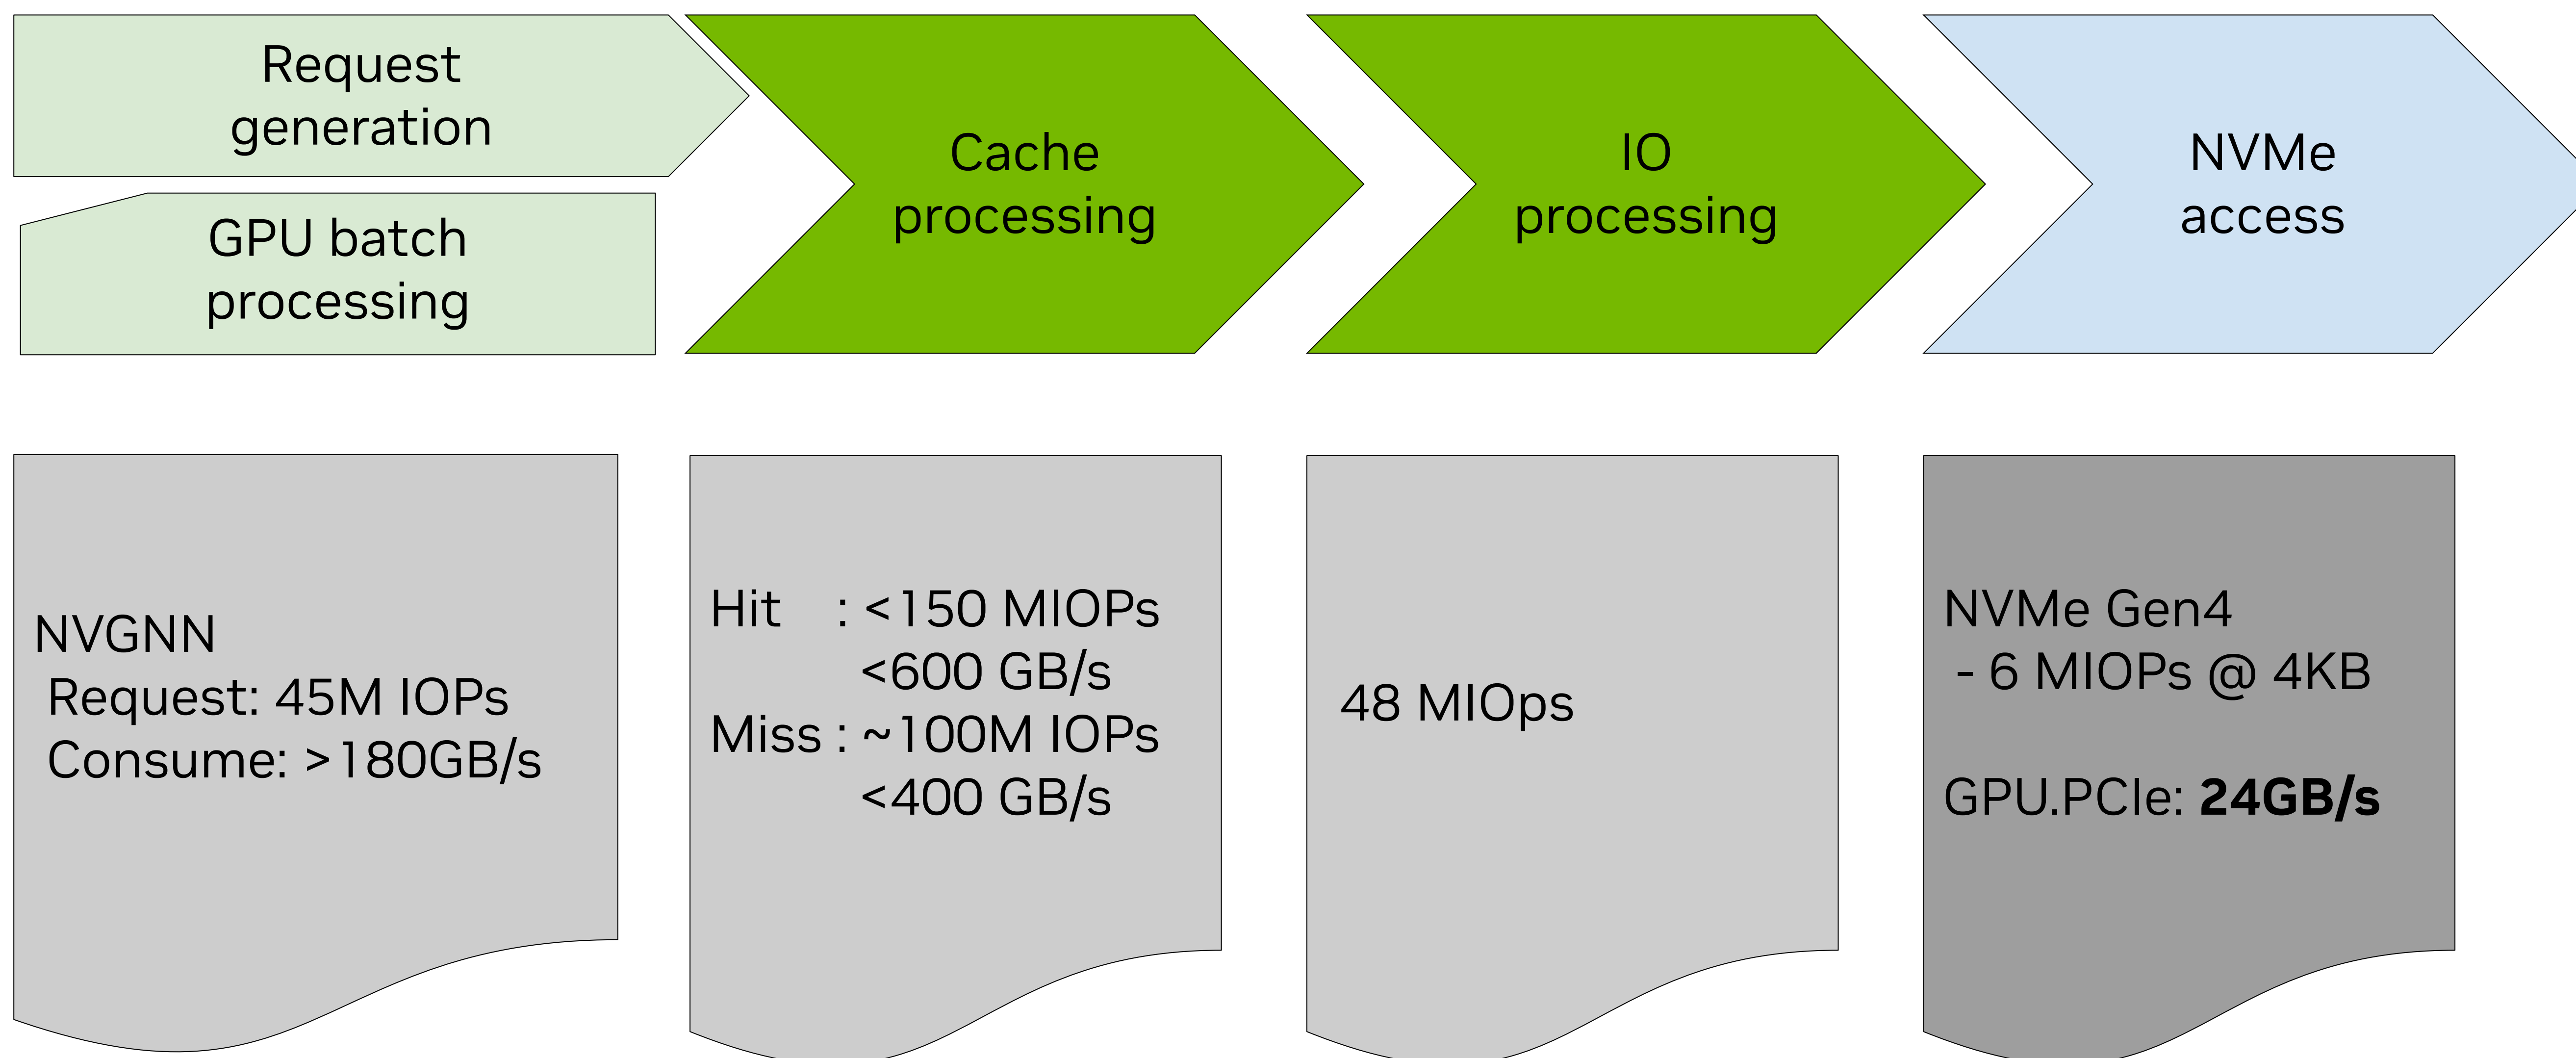 Request
generation
GPU batch
processing
Cache
processing
IO
processing
NVMe
access
NVGNN
Request: 45M IOPs
Consume: >180GB/s
Hit : <150 MIOPs
<600 GB/s
Miss : ~100M IOPs
<400 GB/s
48 MIOps
NVMe Gen4
- 6 MIOPs @ 4KB
GPU.PCIe: 24GB/s